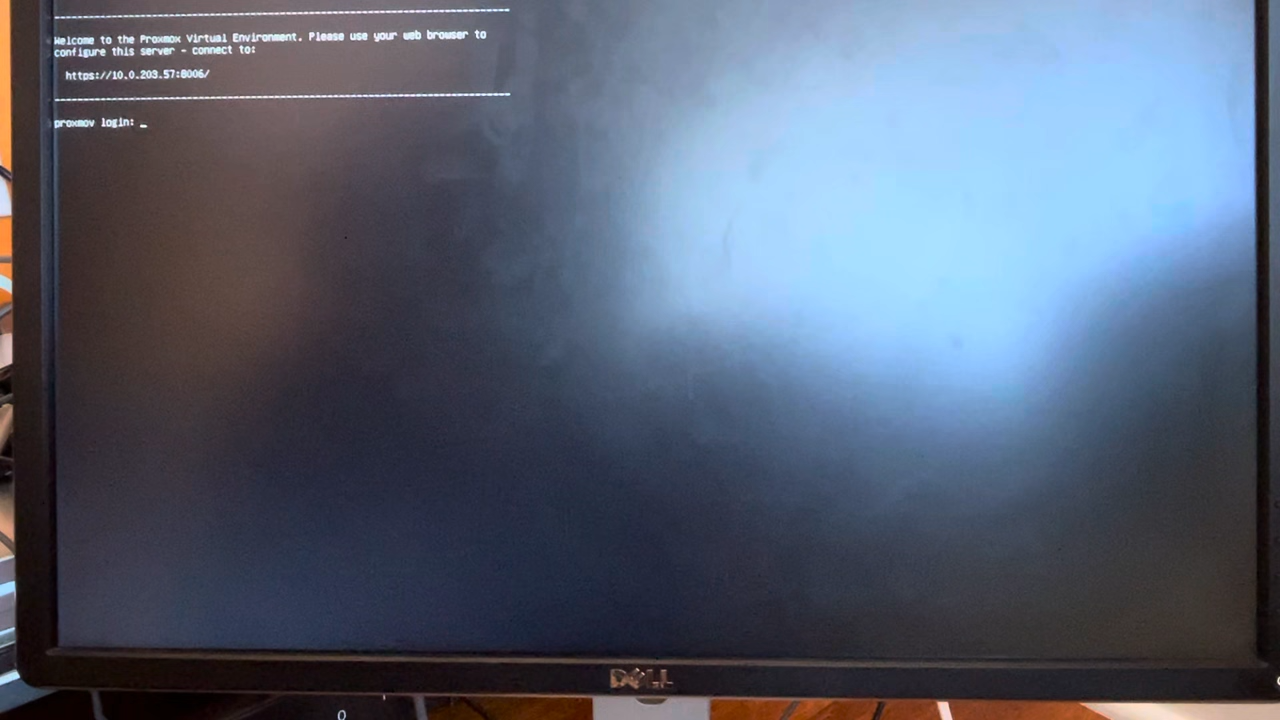 Welcome to the Proxmox Virtual Environment. Please use your web browser to
configure this server - connect to:
https://10.0.203.57:8006/
proxmov login: _
DELL